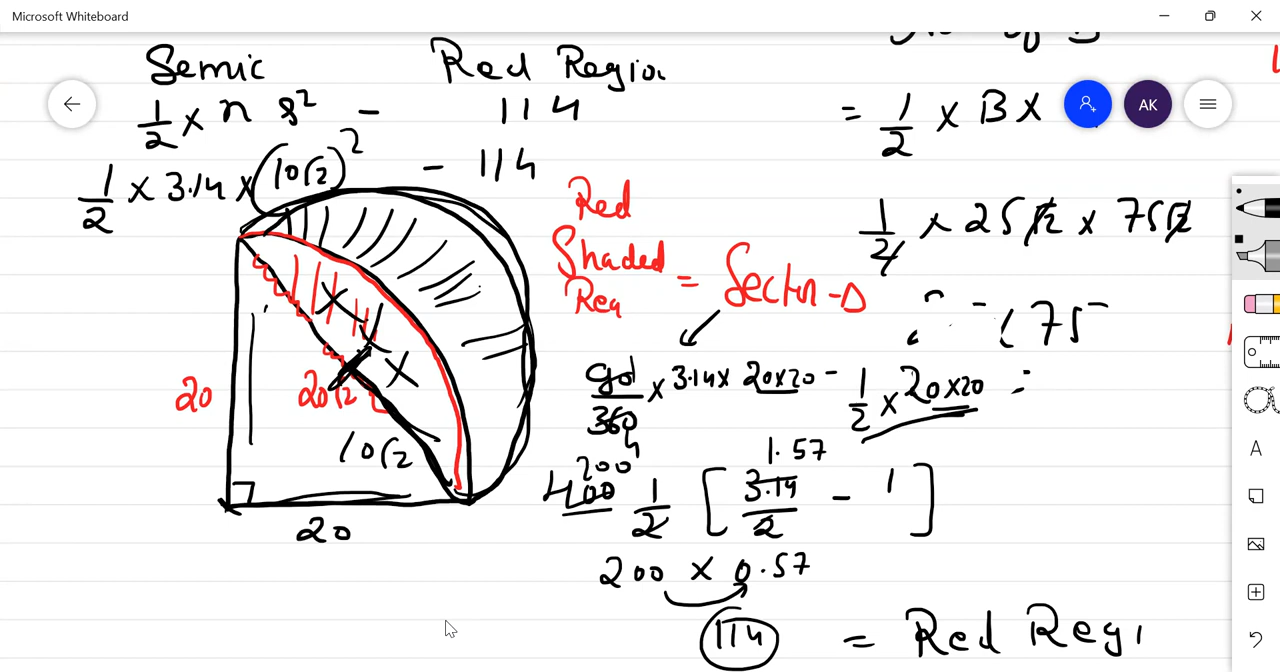 Microsoft Whiteboard
Semic Red Region
1/2 × π r² - 114
1/2 × 3.14 × (10√2)² - 114
AK
= 1/2 × B ×
1/2 × 25√2 × 75√2
Red
Shaded
Reg
= Sector - Δ
20
20√2
10√2
20
90/360 × 3.14 × 20×20 - 1/2 × 20×20 =
4
200
1.57
400 1/2 [ 3.14/2 - 1 ]
200 × 0.57
114 = Red Regi